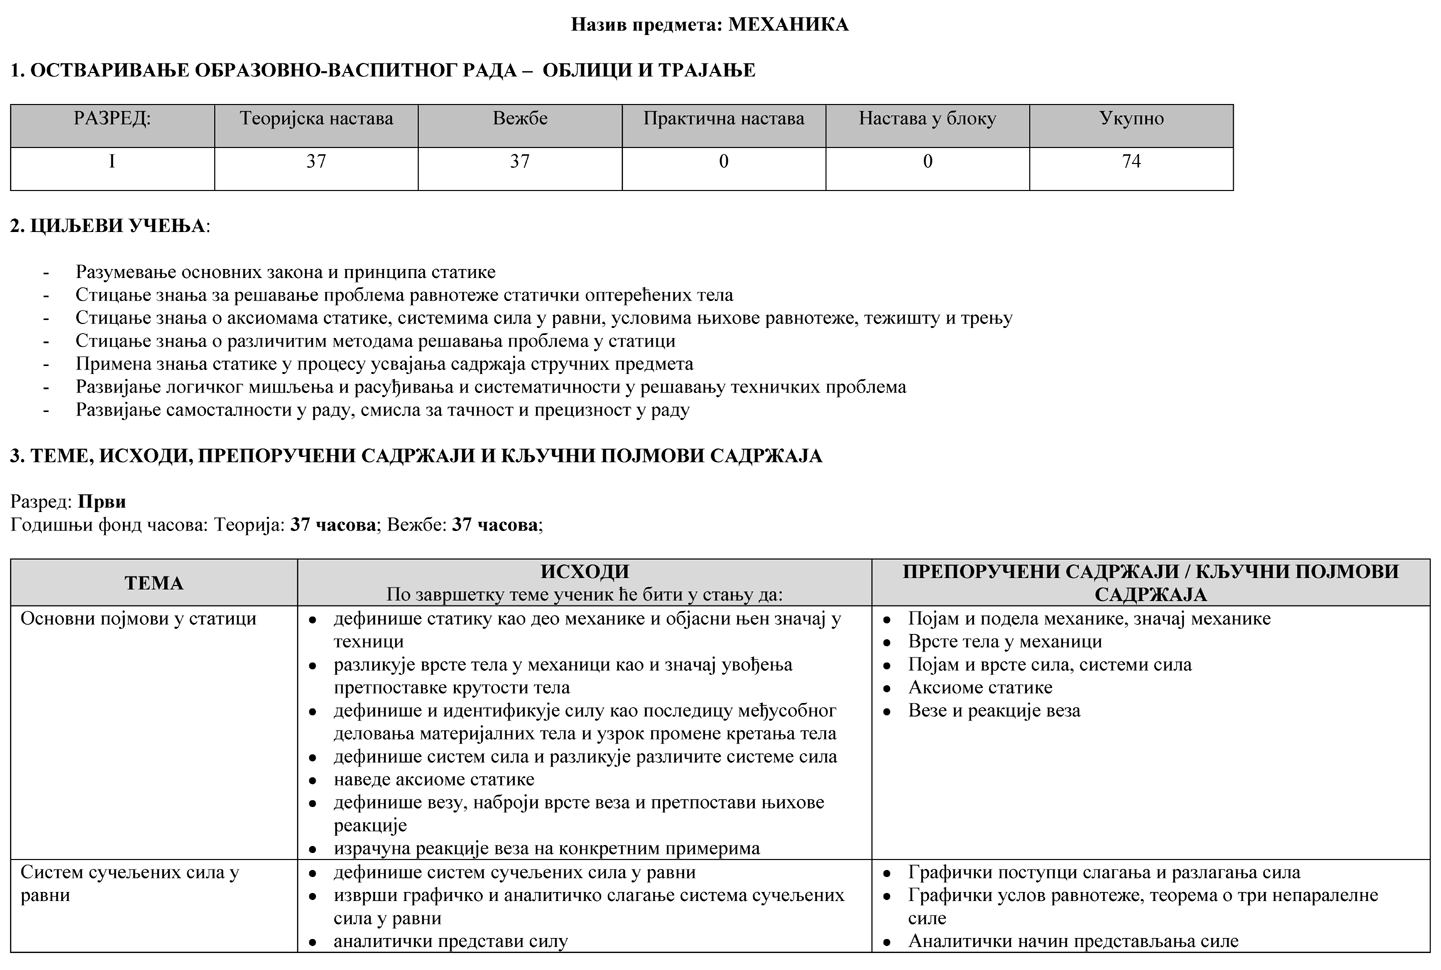 Назив предмета: МЕХАНИКА
1. ОСТВАРИВАЊЕ ОБРАЗОВНО-ВАСПИТНОГ РАДА – ОБЛИЦИ И ТРАЈАЊЕ
РАЗРЕД: Теоријска настава Вежбе Практична настава Настава у блоку Укупно
I 37 37 0 0 74
2. ЦИЉЕВИ УЧЕЊА:
- Разумевање основних закона и принципа статике
- Стицање знања за решавање проблема равнотеже статички оптерећених тела
- Стицање знања о аксиомама статике, системима сила у равни, условима њихове равнотеже, тежишту и трењу
- Стицање знања о различитим методама решавања проблема у статици
- Примена знања статике у процесу усвајања садржаја стручних предмета
- Развијање логичког мишљења и расуђивања и систематичности у решавању техничких проблема
- Развијање самосталности у раду, смисла за тачност и прецизност у раду
3. ТЕМЕ, ИСХОДИ, ПРЕПОРУЧЕНИ САДРЖАЈИ И КЉУЧНИ ПОЈМОВИ САДРЖАЈА
Разред: Први
Годишњи фонд часова: Теорија: 37 часова; Вежбе: 37 часова;
ТЕМА
ИСХОДИ
По завршетку теме ученик ће бити у стању да:
ПРЕПОРУЧЕНИ САДРЖАЈИ / КЉУЧНИ ПОЈМОВИ
САДРЖАЈА
Основни појмови у статици
• дефинише статику као део механике и објасни њен значај у
техници
• разликује врсте тела у механици као и значај увођења
претпоставке крутости тела
• дефинише и идентификује силу као последицу међусобног
деловања материјалних тела и узрок промене кретања тела
• дефинише систем сила и разликује различите системе сила
• наведе аксиоме статике
• дефинише везу, наброји врсте веза и претпостави њихове
реакције
• израчуна реакције веза на конкретним примерима
• Појам и подела механике, значај механике
• Врсте тела у механици
• Појам и врсте сила, системи сила
• Аксиоме статике
• Везе и реакције веза
Систем сучељених сила у
равни
• дефинише систем сучељених сила у равни
• изврши графичко и аналитичко слагање система сучељених
сила у равни
• аналитички представи силу
• Графички поступци слагања и разлагања сила
• Графички услов равнотеже, теорема о три непаралелне
силе
• Аналитички начин представљања силе